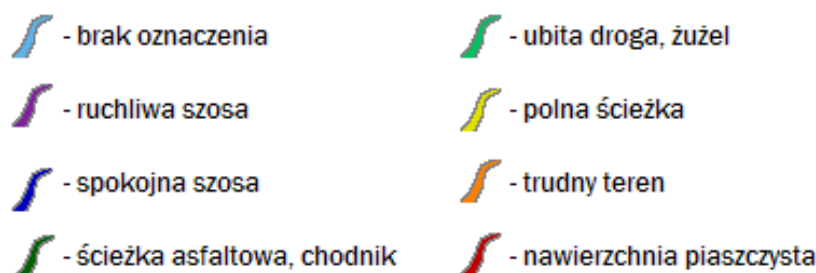 - brak oznaczenia
- ubita droga, żużel
- ruchliwa szosa
- polna ścieżka
- spokojna szosa
- trudny teren
- ścieżka asfaltowa, chodnik
- nawierzchnia piaszczysta